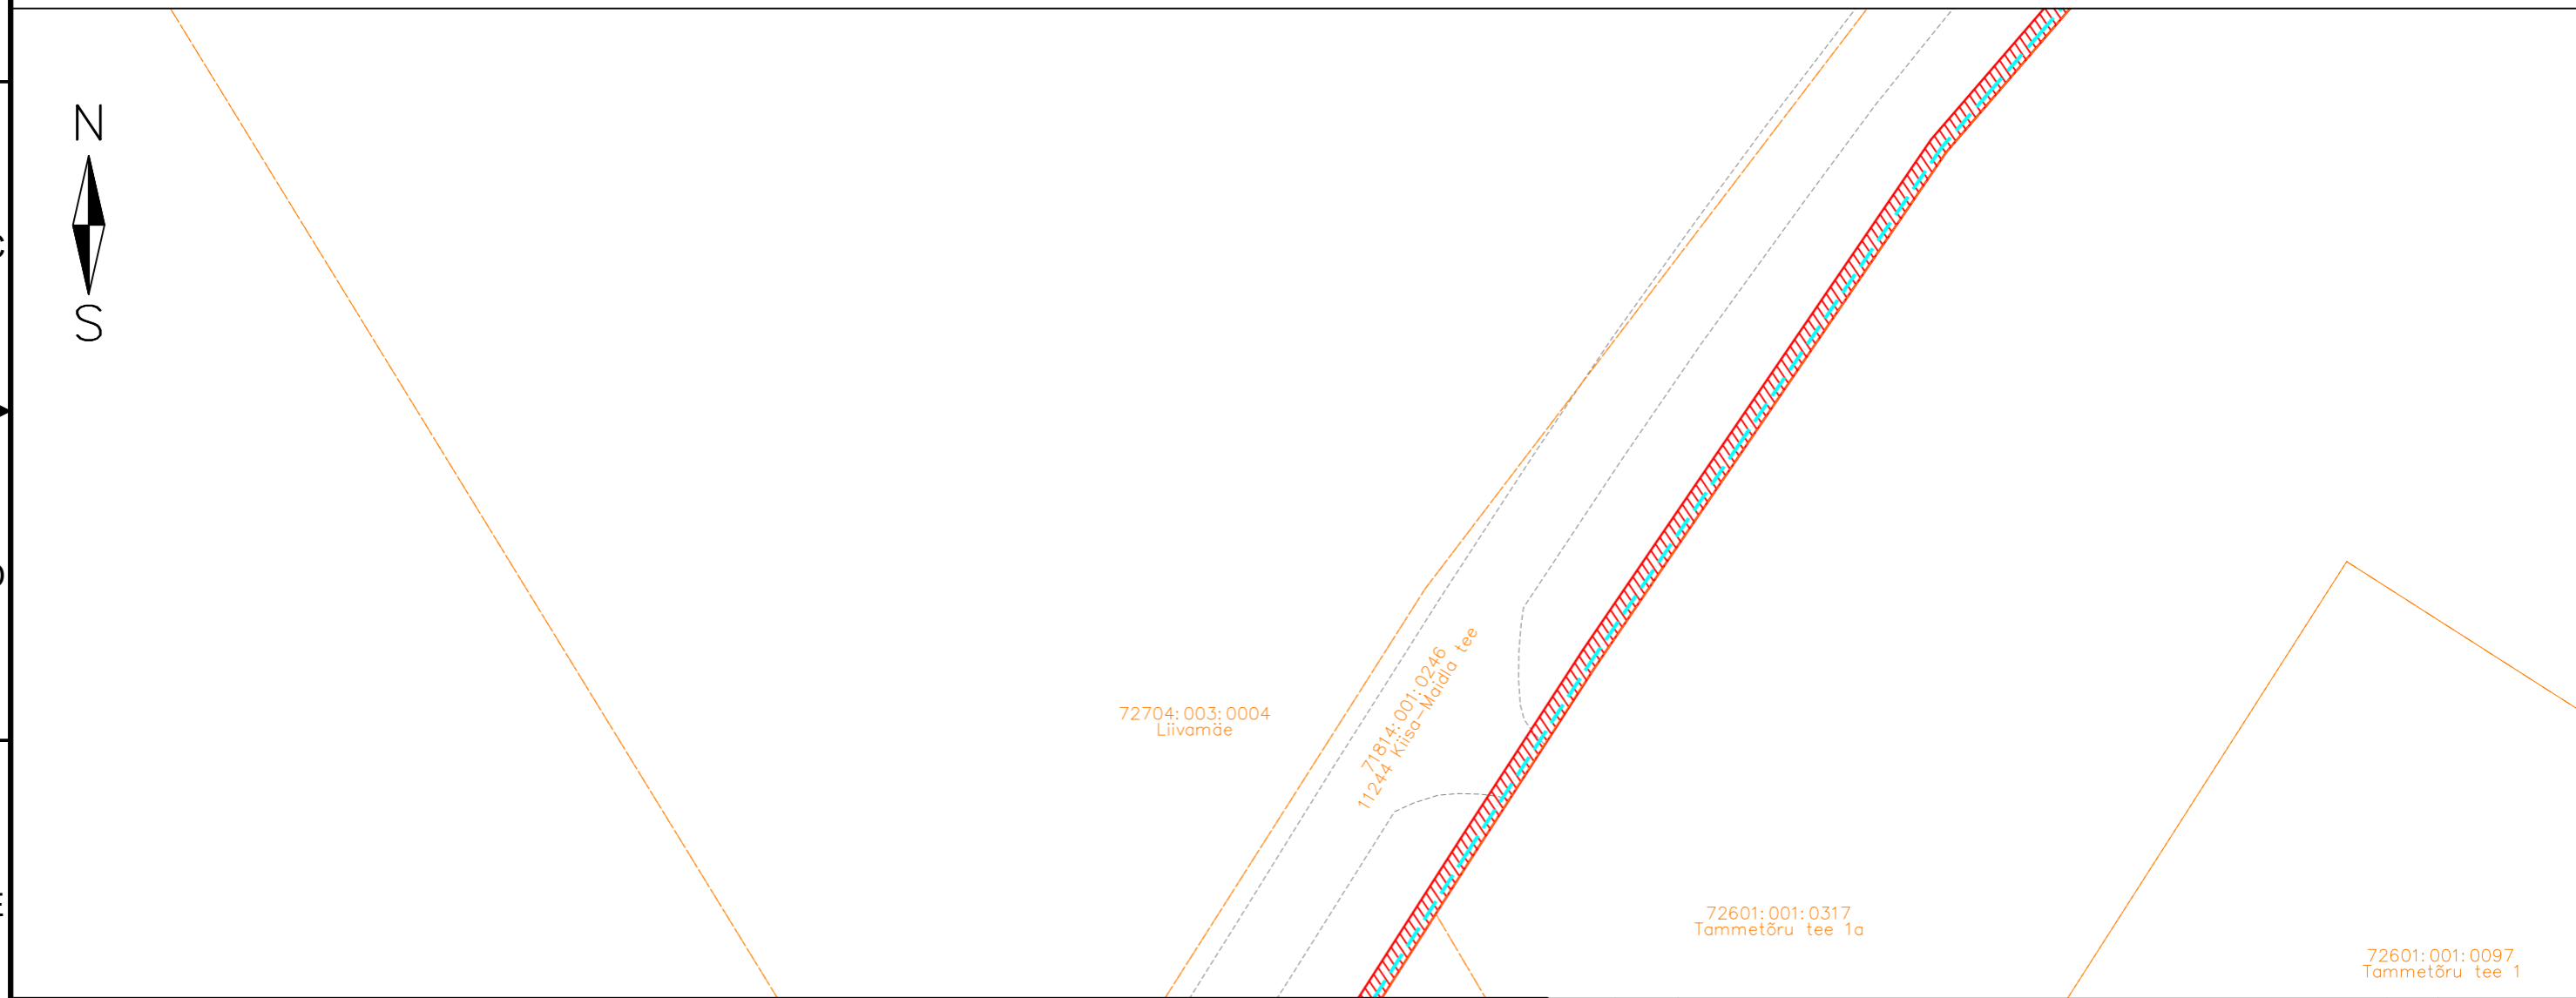 N
S
72704:003:0004
Liivamäe
71814:001:0246
11244 Kiisa-Maidla tee
72601:001:0317
Tammetõru tee 1a
72601:001:0097
Tammetõru tee 1